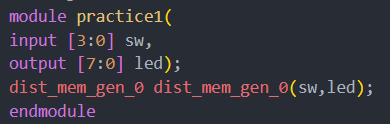 module practice1(
input [3:0] sw,
output [7:0] led);
dist_mem_gen_0 dist_mem_gen_0(sw,led);
endmodule